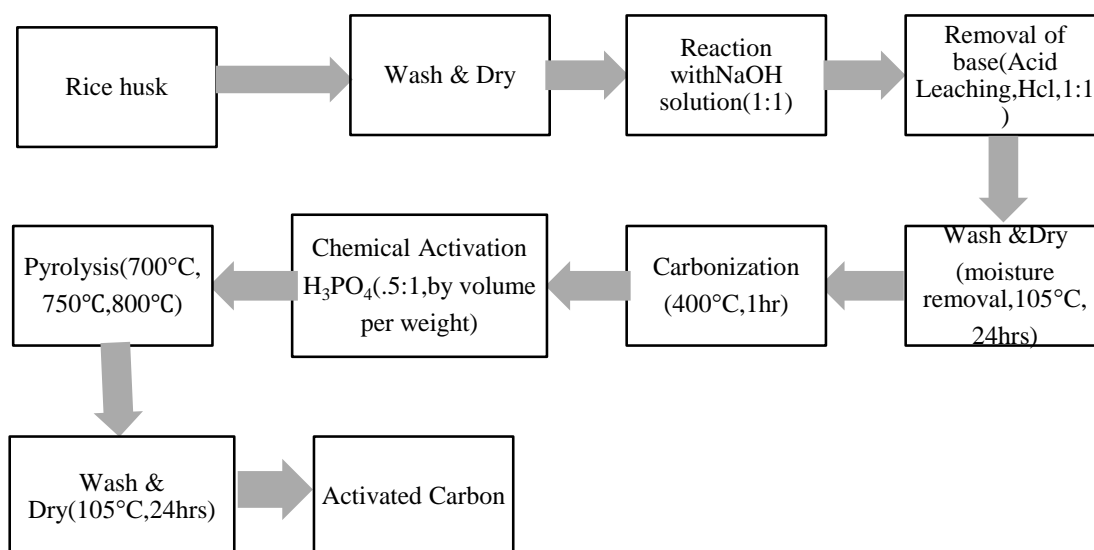 Rice husk
Wash & Dry
Reaction
withNaOH
solution(1:1)
Removal of
base(Acid
Leaching,Hcl,1:1
)
Wash &Dry
(moisture
removal,105°C,
24hrs)
Carbonization
(400°C,1hr)
Chemical Activation
H₃PO₄(.5:1,by volume
per weight)
Pyrolysis(700°C,
750℃,800℃)
Wash &
Dry(105°C,24hrs)
Activated Carbon